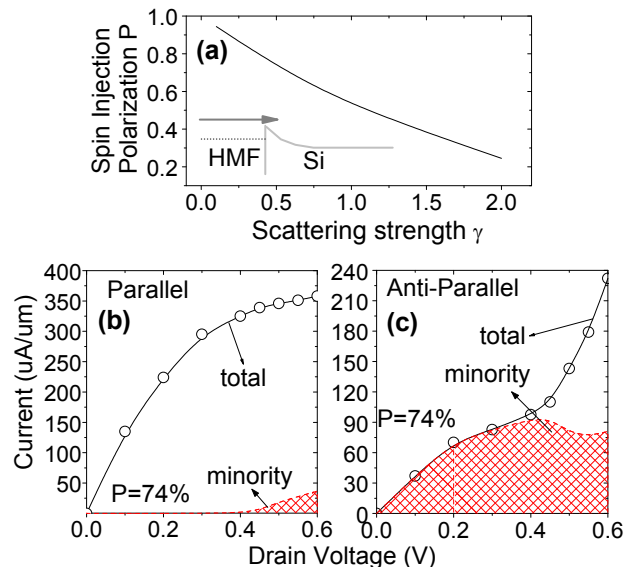 Spin Injection
Polarization P
1.0
0.8
0.6
0.4
0.2
(a)
HMF
Si
0.0 0.5 1.0 1.5 2.0
Scattering strength γ
Current (uA/um)
400
350
300
250
200
150
100
50
Parallel
(b)
total
P=74%
minority
0.0 0.2 0.4 0.6
240
210
180
150
120
90
60
30
0
Anti-Parallel
(c)
total
minority
P=74%
0.0 0.2 0.4 0.6
Drain Voltage (V)